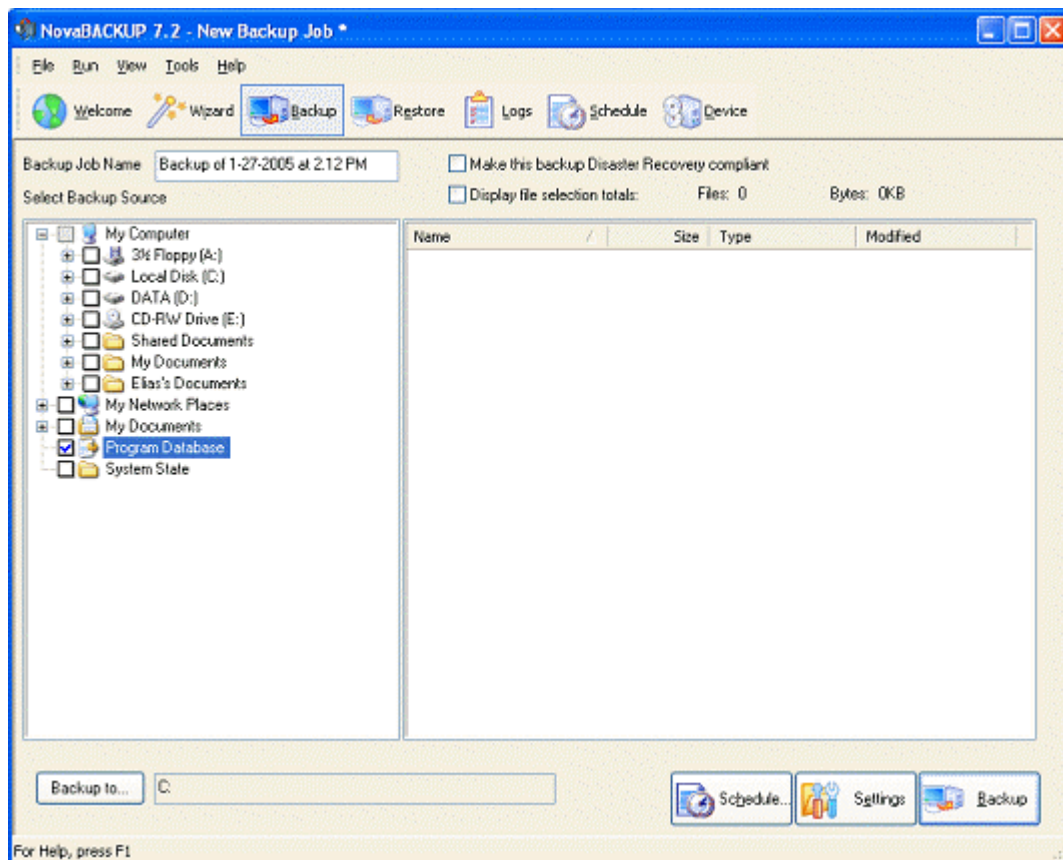 NovaBACKUP 7.2 - New Backup Job *
File Run View Tools Help
Welcome Wizard Backup Restore Logs Schedule Device
Backup Job Name Backup of 1-27-2005 at 2:12 PM Make this backup Disaster Recovery compliant
Select Backup Source Display file selection totals: Files: 0 Bytes: 0KB
My Computer Name Size Type Modified
3½ Floppy (A:)
Local Disk (C:)
DATA (D:)
CD-RW Drive (E:)
Shared Documents
My Documents
Elias's Documents
My Network Places
My Documents
Program Database
System State
Backup to... C: Schedule... Settings Backup
For Help, press F1